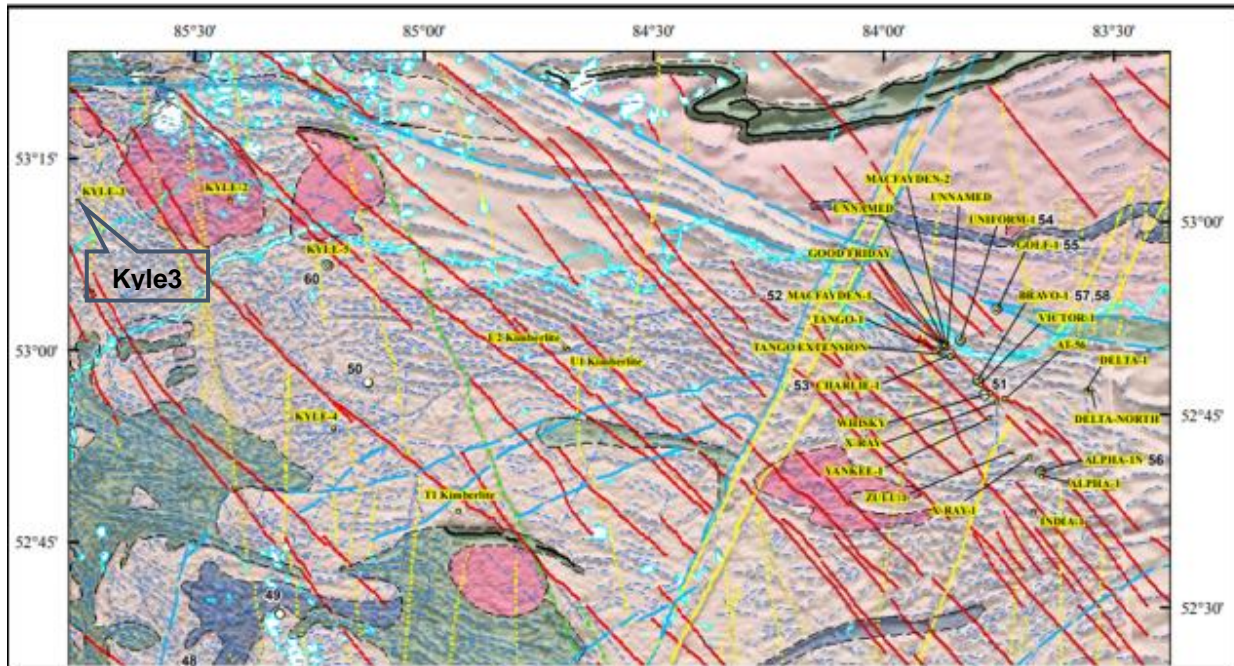 85°30' 85°00' 84°30' 84°00' 83°30'
53°15'
MACFAYDEN-2
KYLE-1 KYLE-2 UNNAMED UNNAMED
UNIFORM-1 54
53°00'
KYLE-5 GOOD FRIDAY GOLF-1 55
Kyle3
60
52 MACFAYDEN-1 BRAVO-1 57,58
TANGO-1 VICTOR-1
U2 Kimberlite AT-56
53°00' TANGO EXTENSION DELTA-1
U1 Kimberlite
50 53 CHARLIE-1 51
KYLE-4 WHISKY DELTA-NORTH 52°45'
X-RAY
YANKEE-1 ALPHA-1N 56
T1 Kimberlite ZULU-1 ALPHA-1
X-RAY-1 INDIA-1
52°45'
49 52°30'
48